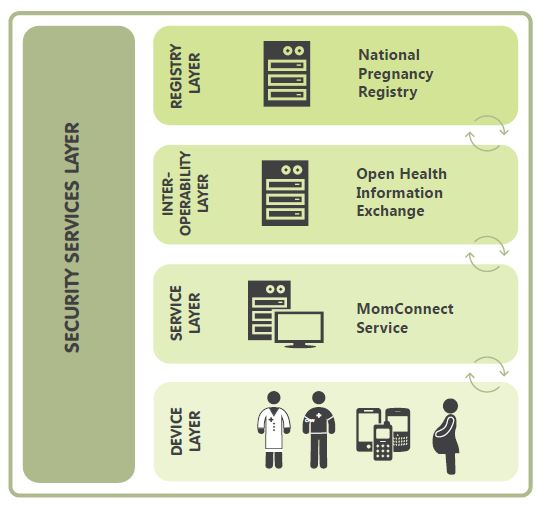 SECURITY SERVICES LAYER
REGISTRY
LAYER
National
Pregnancy
Registry
INTER-
OPERABILITY
LAYER
Open Health
Information
Exchange
SERVICE
LAYER
MomConnect
Service
DEVICE
LAYER